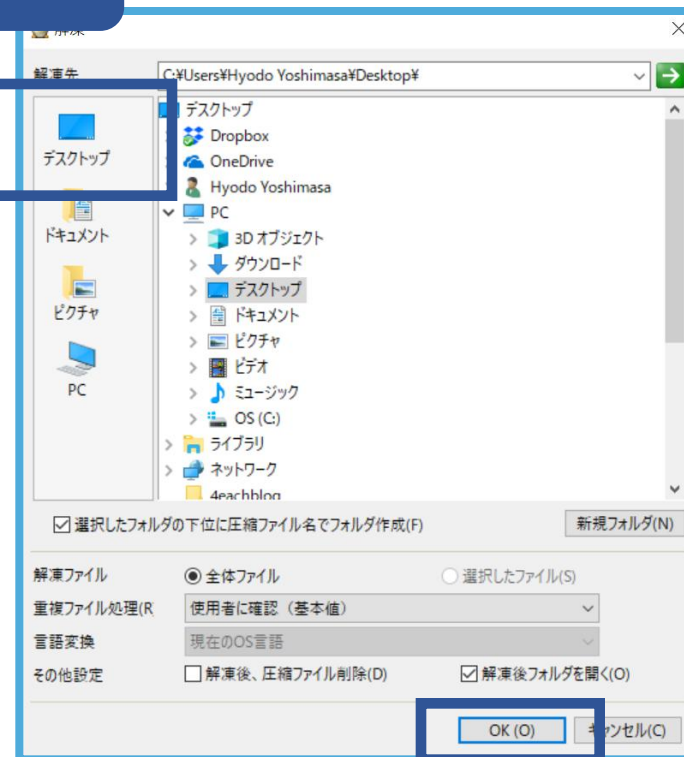 解凍
解凍先 C:¥Users¥Hyodo Yoshimasa¥Desktop¥
デスクトップ
ドキュメント
ピクチャ
PC
デスクトップ
Dropbox
OneDrive
Hyodo Yoshimasa
PC
3D オブジェクト
ダウンロード
デスクトップ
ドキュメント
ピクチャ
ビデオ
ミュージック
OS (C:)
ライブラリ
ネットワーク
4eachblog
選択したフォルダの下位に圧縮ファイル名でフォルダ作成(F) 新規フォルダ(N)
解凍ファイル 全体ファイル 選択したファイル(S)
重複ファイル処理(R 使用者に確認（基本値）
言語変換 現在のOS言語
その他設定 解凍後、圧縮ファイル削除(D) 解凍後フォルダを開く(O)
OK (O) キャンセル(C)